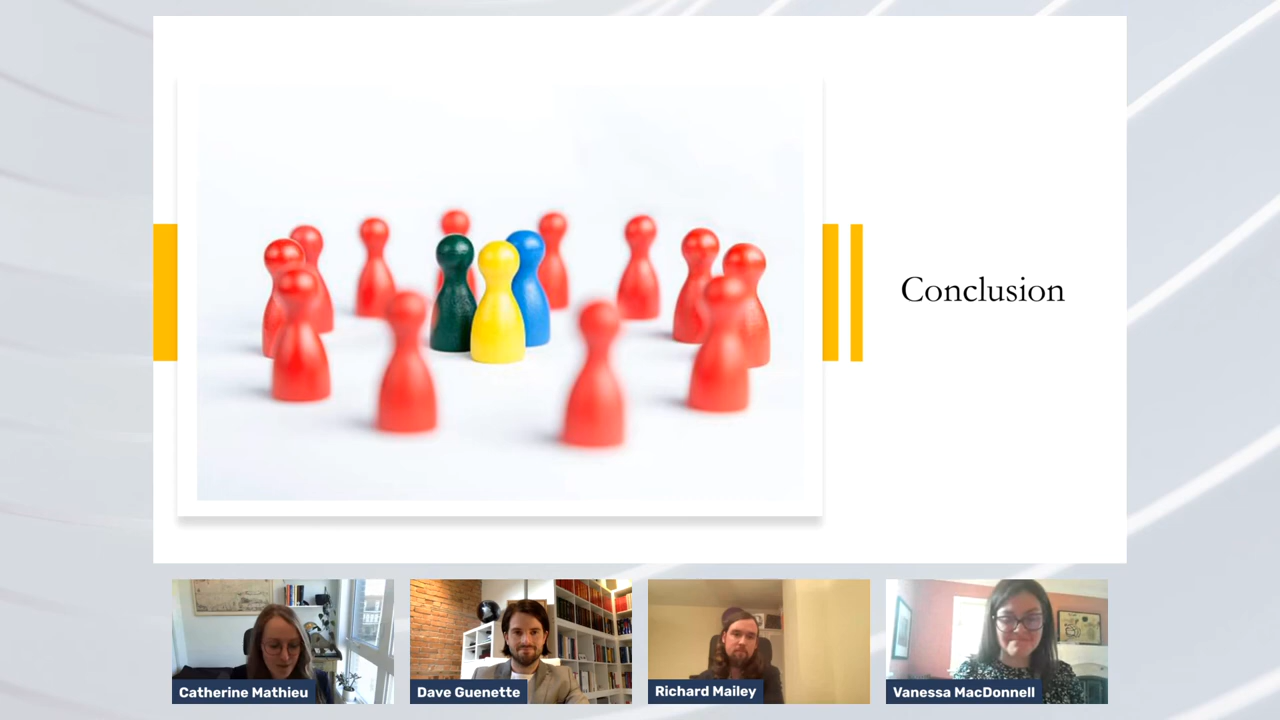 Conclusion
Catherine Mathieu
Dave Guenette
Richard Mailey
Vanessa MacDonnell